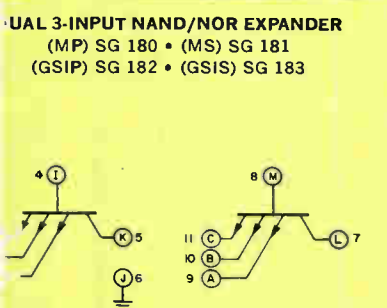 UAL 3-INPUT NAND/NOR EXPANDER
(MP) SG 180 • (MS) SG 181
(GSIP) SG 182 • (GSIS) SG 183
4 I
8 M
K 5
11 C
L 7
10 B
J 6
9 A